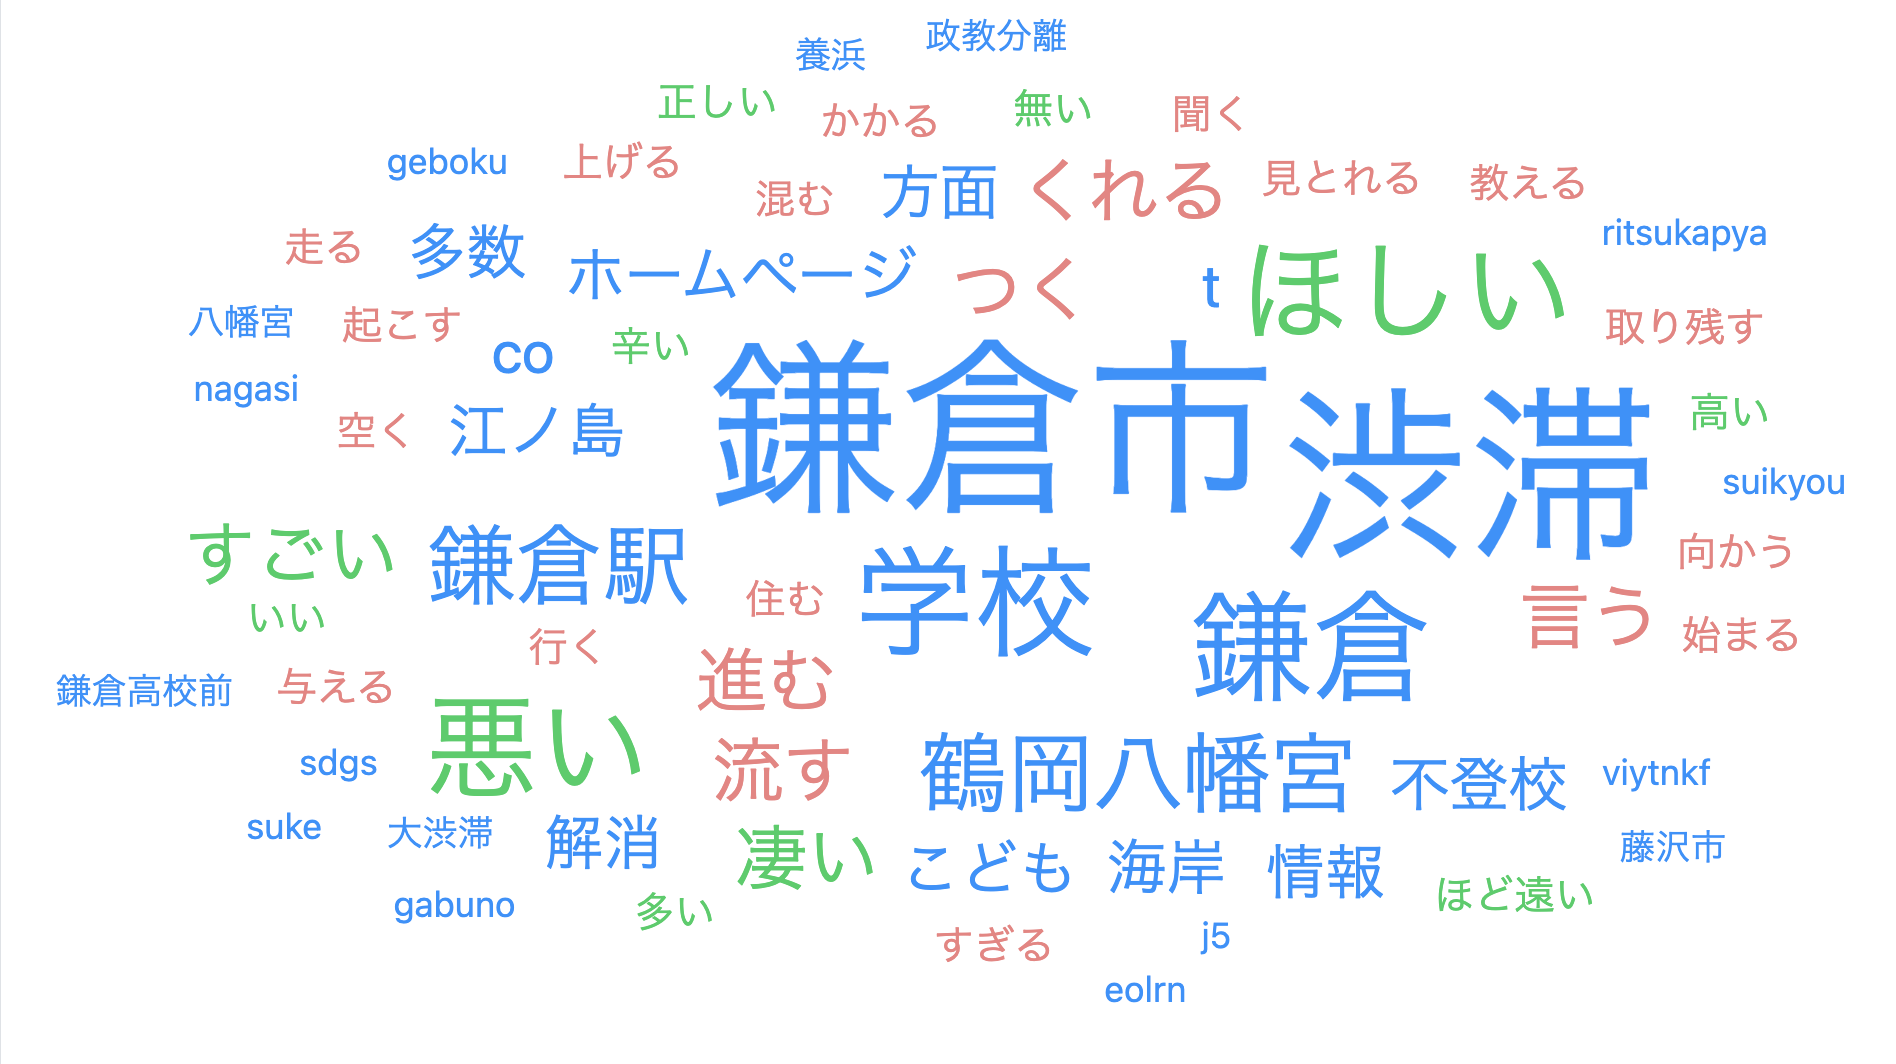 政教分離
養浜
正しい
かかる
無い
聞く
geboku
上げる
混む
方面
くれる
見とれる
教える
走る
多数
ホームページ
つく
t
ほしい
ritsukapya
八幡宮
起こす
co
辛い
鎌倉市
取り残す
nagasi
空く
江ノ島
渋滞
高い
suikyou
すごい
鎌倉駅
住む
学校
鎌倉
言う
向かう
いい
行く
始まる
鎌倉高校前
与える
進む
悪い
流す
鶴岡八幡宮
不登校
viytnkf
sdgs
suke
大渋滞
解消
凄い
こども
海岸
情報
藤沢市
gabuno
多い
ほど遠い
すぎる
j5
eolrn